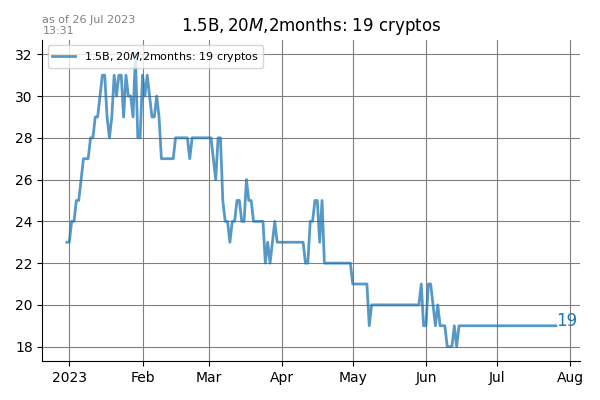 as of 26 Jul 2023
13:31
1.5B, 20M,2months: 19 cryptos
1.5B, 20M,2months: 19 cryptos
32
30
28
26
24
22
20
18
19
2023 Feb Mar Apr May Jun Jul Aug